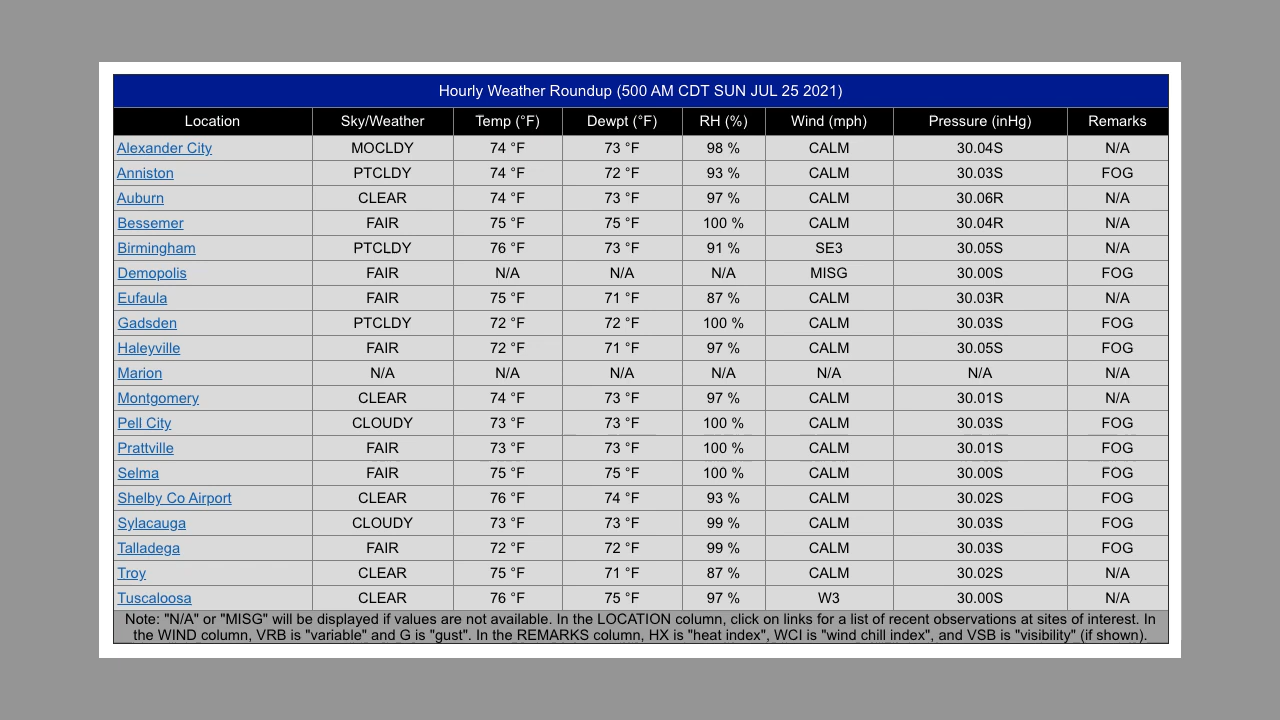 Hourly Weather Roundup (500 AM CDT SUN JUL 25 2021)
Location Sky/Weather Temp (°F) Dewpt (°F) RH (%) Wind (mph) Pressure (inHg) Remarks
Alexander City MOCLDY 74 °F 73 °F 98 % CALM 30.04S N/A
Anniston PTCLDY 74 °F 72 °F 93 % CALM 30.03S FOG
Auburn CLEAR 74 °F 73 °F 97 % CALM 30.06R N/A
Bessemer FAIR 75 °F 75 °F 100 % CALM 30.04R N/A
Birmingham PTCLDY 76 °F 73 °F 91 % SE3 30.05S N/A
Demopolis FAIR N/A N/A N/A MISG 30.00S FOG
Eufaula FAIR 75 °F 71 °F 87 % CALM 30.03R N/A
Gadsden PTCLDY 72 °F 72 °F 100 % CALM 30.03S FOG
Haleyville FAIR 72 °F 71 °F 97 % CALM 30.05S FOG
Marion N/A N/A N/A N/A N/A N/A N/A
Montgomery CLEAR 74 °F 73 °F 97 % CALM 30.01S N/A
Pell City CLOUDY 73 °F 73 °F 100 % CALM 30.03S FOG
Prattville FAIR 73 °F 73 °F 100 % CALM 30.01S FOG
Selma FAIR 75 °F 75 °F 100 % CALM 30.00S FOG
Shelby Co Airport CLEAR 76 °F 74 °F 93 % CALM 30.02S FOG
Sylacauga CLOUDY 73 °F 73 °F 99 % CALM 30.03S FOG
Talladega FAIR 72 °F 72 °F 99 % CALM 30.03S FOG
Troy CLEAR 75 °F 71 °F 87 % CALM 30.02S N/A
Tuscaloosa CLEAR 76 °F 75 °F 97 % W3 30.00S N/A
Note: "N/A" or "MISG" will be displayed if values are not available. In the LOCATION column, click on links for a list of recent observations at sites of interest. In
the WIND column, VRB is "variable" and G is "gust". In the REMARKS column, HX is "heat index", WCI is "wind chill index", and VSB is "visibility" (if shown).